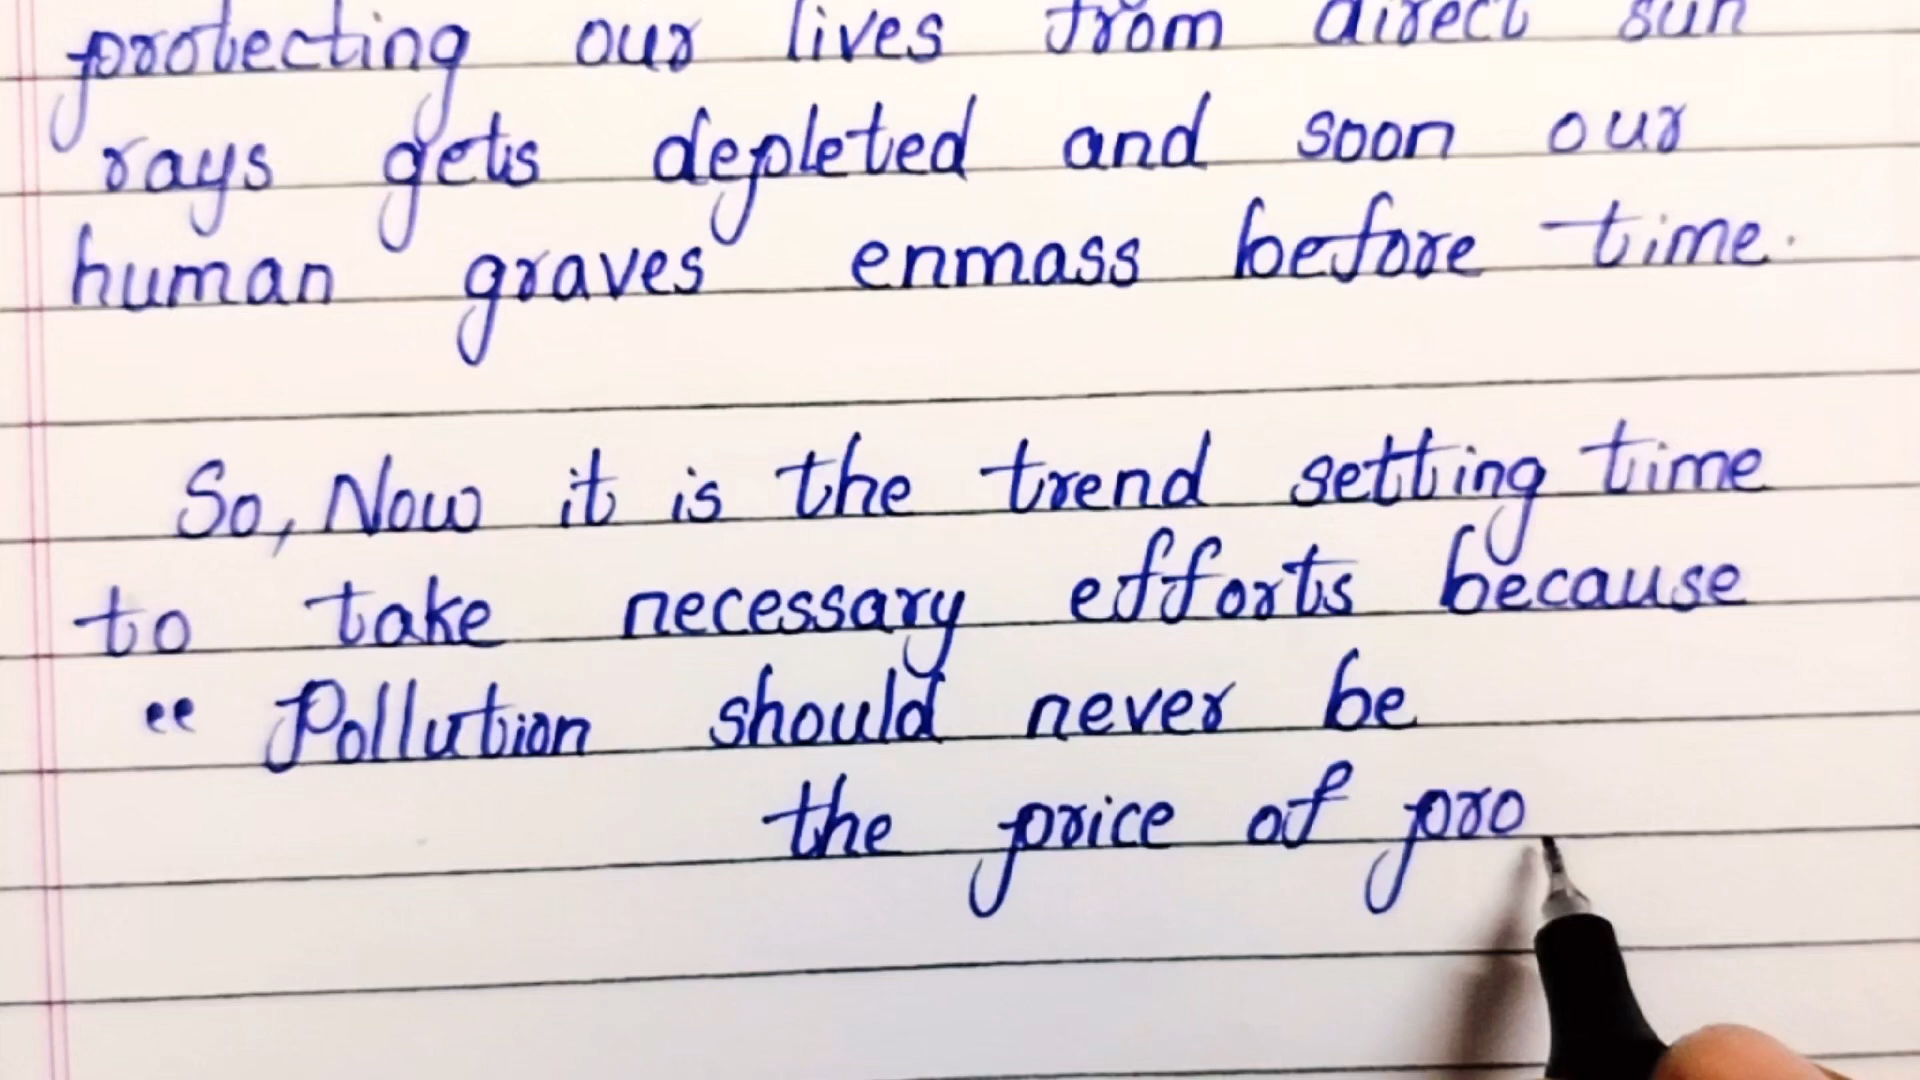 protecting our lives from direct sun
rays gets depleted and soon our
human graves enmass before time.
So, Now it is the trend setting time
to take necessary efforts because
“ Pollution should never be
the price of pro